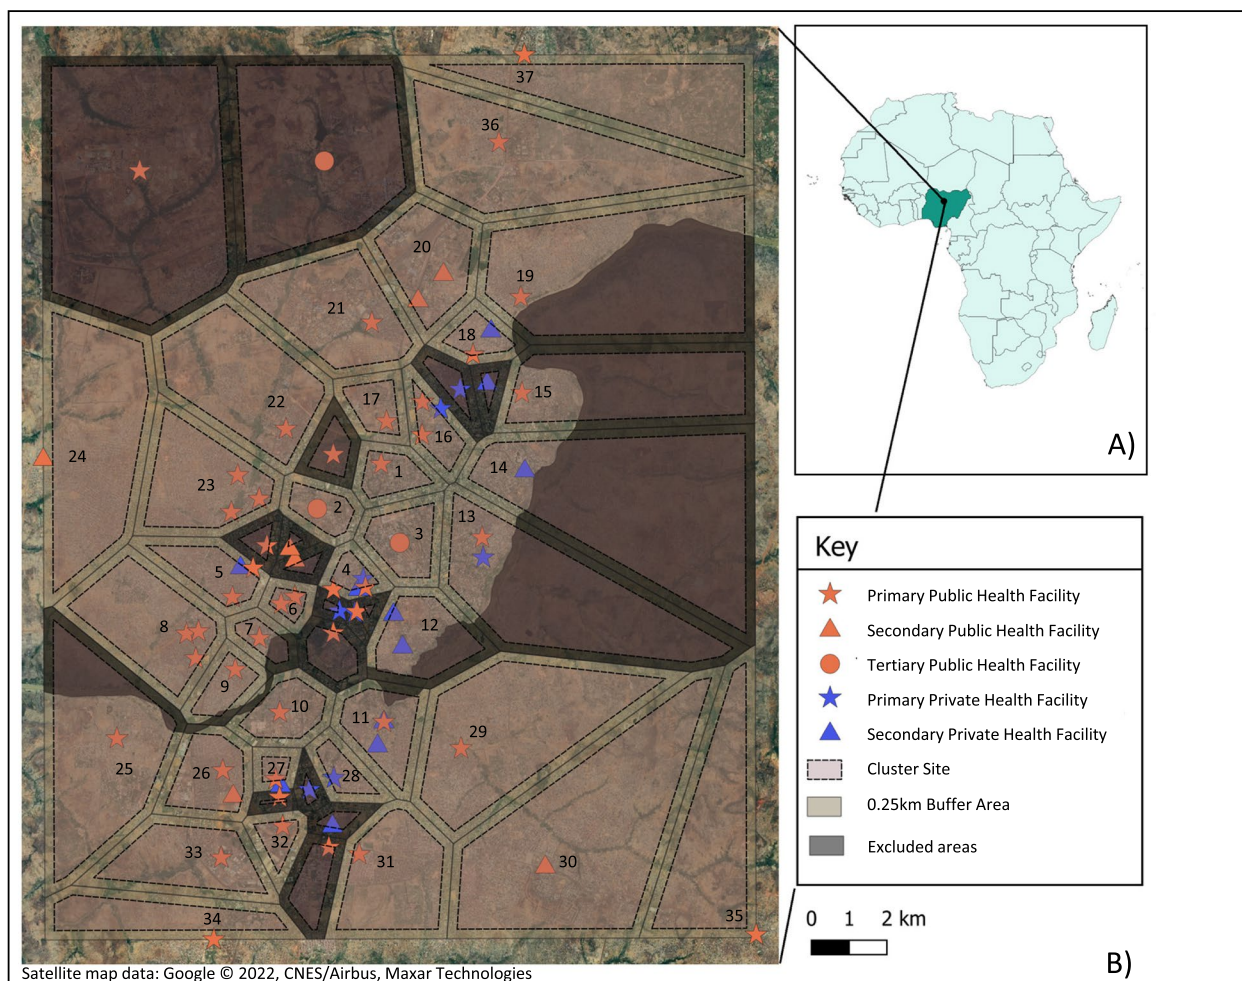 37
36
20
19
21
18
17
22
15
16
24
1
14
23
2
13
3
5
4
6
8
7
12
9
10
11
29
25
26
27
28
32
33
31
30
34
35
Satellite map data: Google © 2022, CNES/Airbus, Maxar Technologies
A)
Key
Primary Public Health Facility
Secondary Public Health Facility
Tertiary Public Health Facility
Primary Private Health Facility
Secondary Private Health Facility
Cluster Site
0.25km Buffer Area
Excluded areas
0 1 2 km
B)